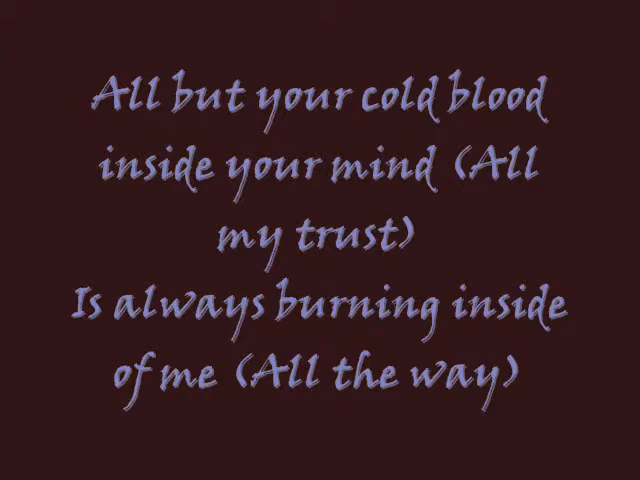 All but your cold blood
inside your mind (All
my trust)
Is always burning inside
of me (All the way)